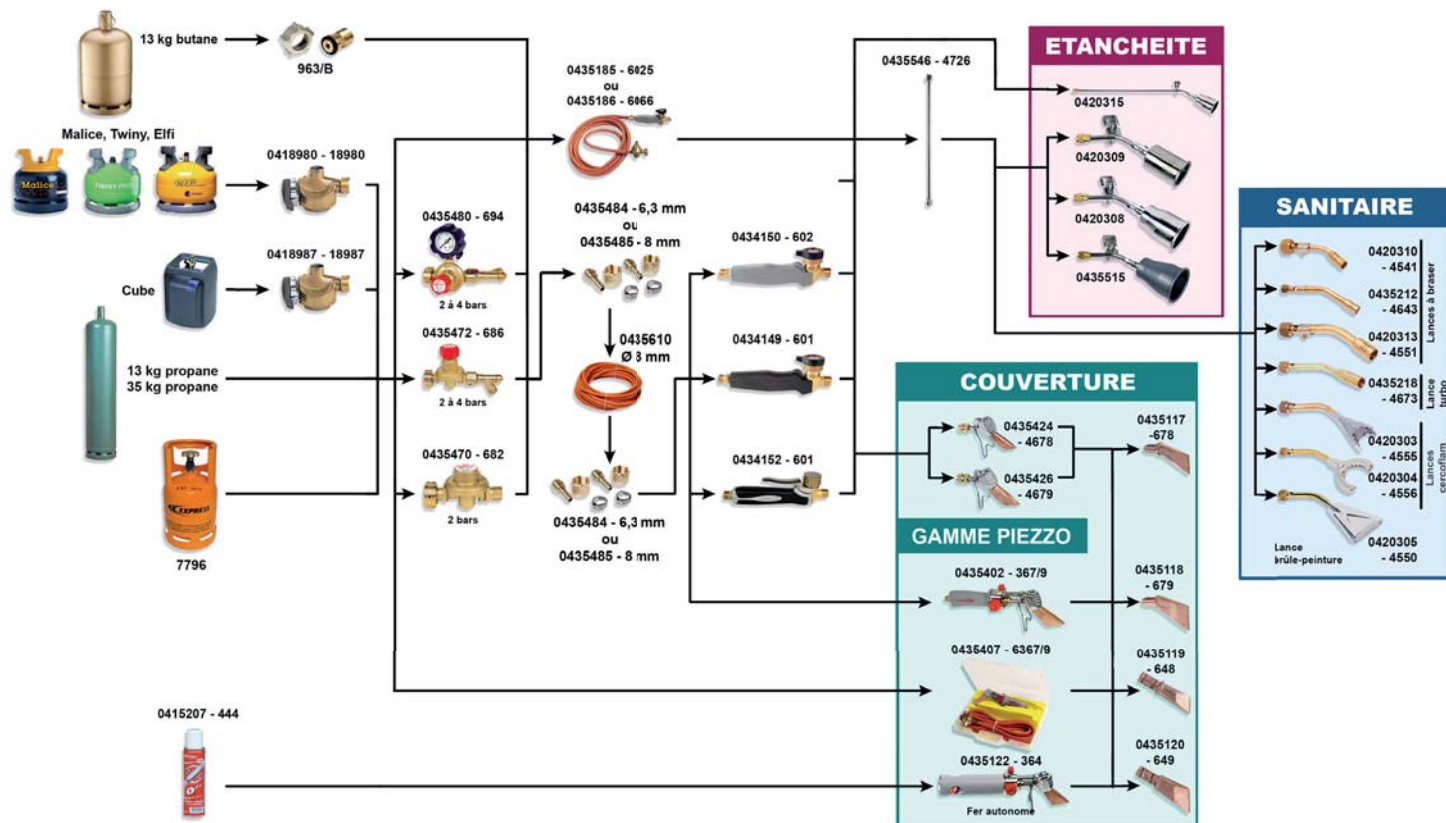 13 kg butane
963/B
Malice, Twiny, Elfi
Malice
0418980 - 18980
Cube
0418987 - 18987
13 kg propane
35 kg propane
EXPRESS
7796
0415207 - 444
0435185 - 6025
ou
0435186 - 6066
0435480 - 694
2 à 4 bars
0435472 - 686
2 à 4 bars
0435470 - 682
2 bars
0435484 - 6,3 mm
ou
0435485 - 8 mm
0435610
Ø 8 mm
0435484 - 6,3 mm
ou
0435485 - 8 mm
0434150 - 602
0434149 - 601
0434152 - 601
0435546 - 4726
ETANCHEITE
0420315
0420309
0420308
0435515
COUVERTURE
0435424
- 4678
0435426
- 4679
0435117
-678
GAMME PIEZZO
0435402 - 367/9
0435118
- 679
0435407 - 6367/9
0435119
- 648
0435122 - 364
Fer autonome
0435120
- 649
SANITAIRE
0420310
- 4541
0435212
- 4643
0420313
- 4551
Lances à braser
0435218
- 4673
Lance
turbo
0420303
- 4555
0420304
- 4556
Lances
cercoflam
0420305
- 4550
Lance
brûle-peinture